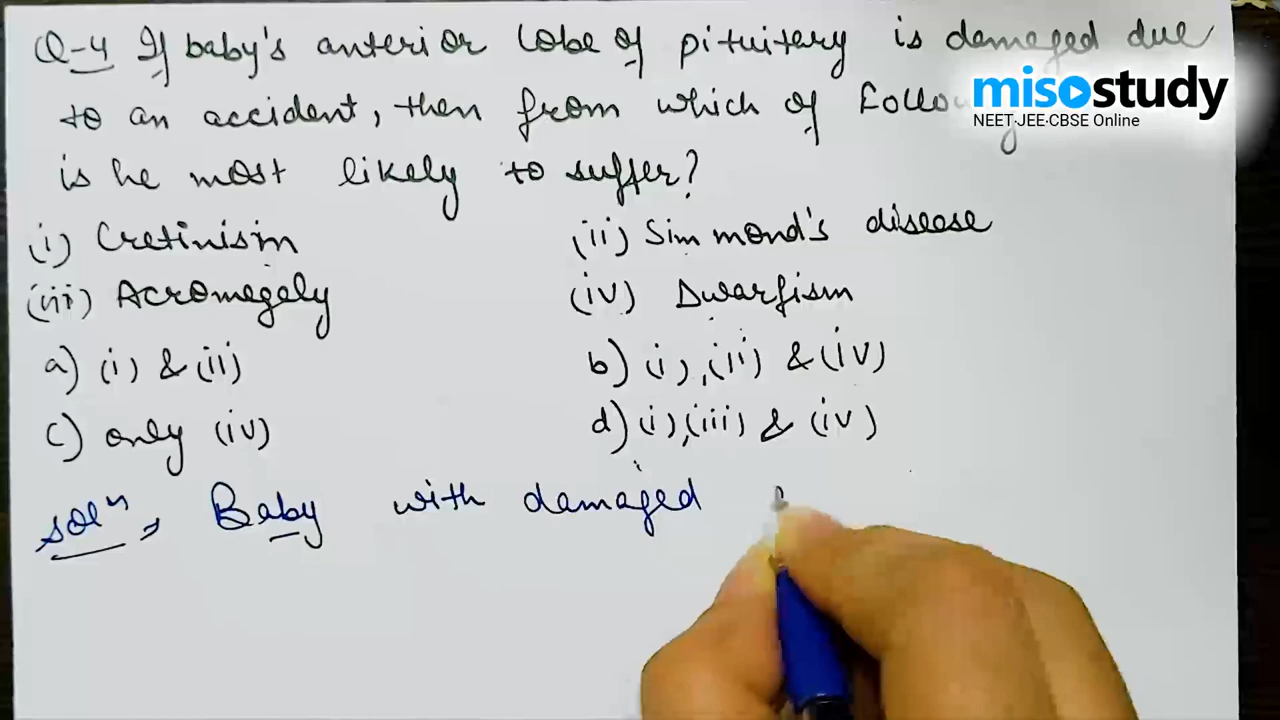 Q-4 If baby's anterior lobe of pituitery is damaged due
to an accident, then from which of
is he most likely to suffer?
(i) Cretinism (ii) Simmond's disease
(iii) Acromegaly (iv) Dwarfism
a) (i) & (ii) b) (i), (ii) & (iv)
c) only (iv) d) (i), (iii) & (iv)
solⁿ, Baby with damaged
misostudy
NEET·JEE·CBSE Online